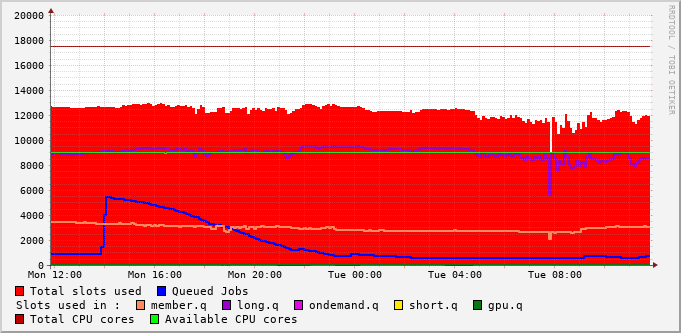 20000
18000
16000
14000
12000
10000
8000
6000
4000
2000
0
Mon 12:00 Mon 16:00 Mon 20:00 Tue 00:00 Tue 04:00 Tue 08:00
RRDTOOL / TOBI OETIKER
Total slots used Queued Jobs
Slots used in : member.q long.q ondemand.q short.q gpu.q
Total CPU cores Available CPU cores